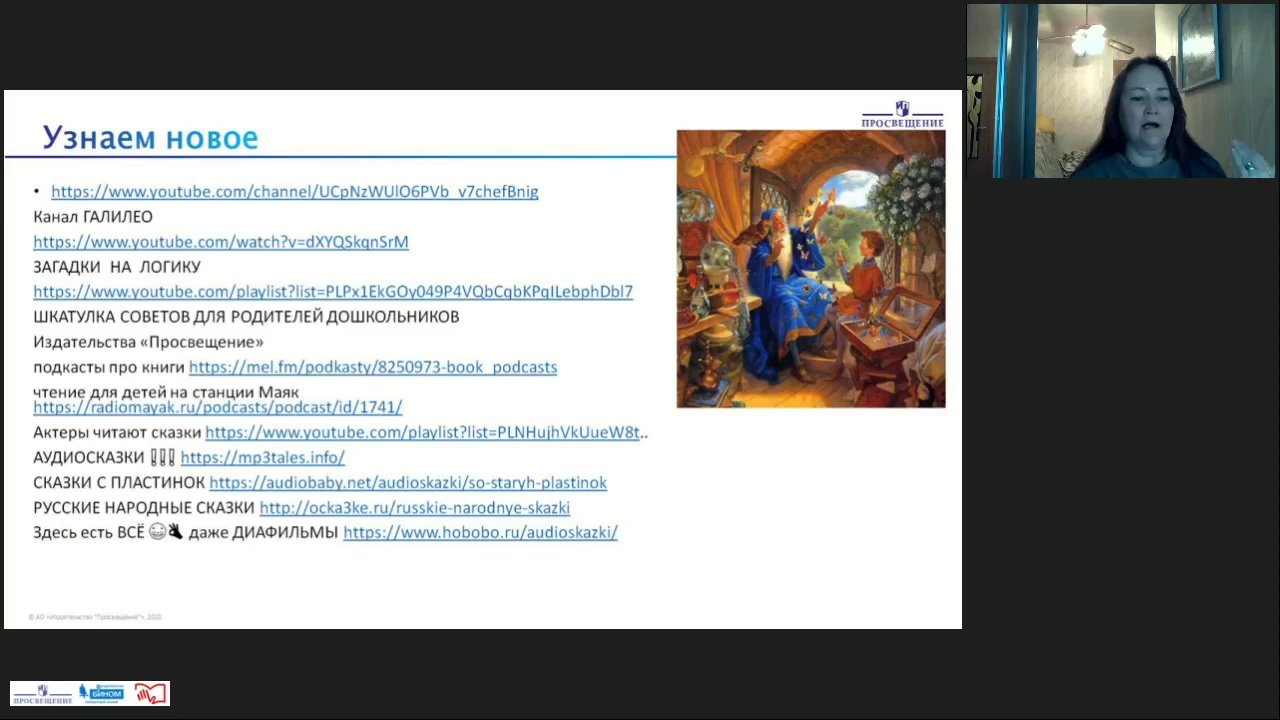 Узнаем новое
ПРОСВЕЩЕНИЕ
• https://www.youtube.com/channel/UCpNzWUlO6PVb_v7chefBnig
Канал ГАЛИЛЕО
https://www.youtube.com/watch?v=dXYQSkqnSrM
ЗАГАДКИ НА ЛОГИКУ
https://www.youtube.com/playlist?list=PLPx1EkGOy049P4VQbCqbKPqILebphDbl7
ШКАТУЛКА СОВЕТОВ ДЛЯ РОДИТЕЛЕЙ ДОШКОЛЬНИКОВ
Издательства «Просвещение»
подкасты про книги https://mel.fm/podkasty/8250973-book_podcasts
чтение для детей на станции Маяк
https://radiomayak.ru/podcasts/podcast/id/1741/
Актеры читают сказки https://www.youtube.com/playlist?list=PLNHujhVkUueW8t..
АУДИОСКАЗКИ ❗❗❗ https://mp3tales.info/
СКАЗКИ С ПЛАСТИНОК https://audiobaby.net/audioskazki/so-staryh-plastinok
РУССКИЕ НАРОДНЫЕ СКАЗКИ http://ocka3ke.ru/russkie-narodnye-skazki
Здесь есть ВСЁ 😀👌 даже ДИАФИЛЬМЫ https://www.hobobo.ru/audioskazki/
© АО «Издательство "Просвещение"», 2020
ПРОСВЕЩЕНИЕ
БИНОМ